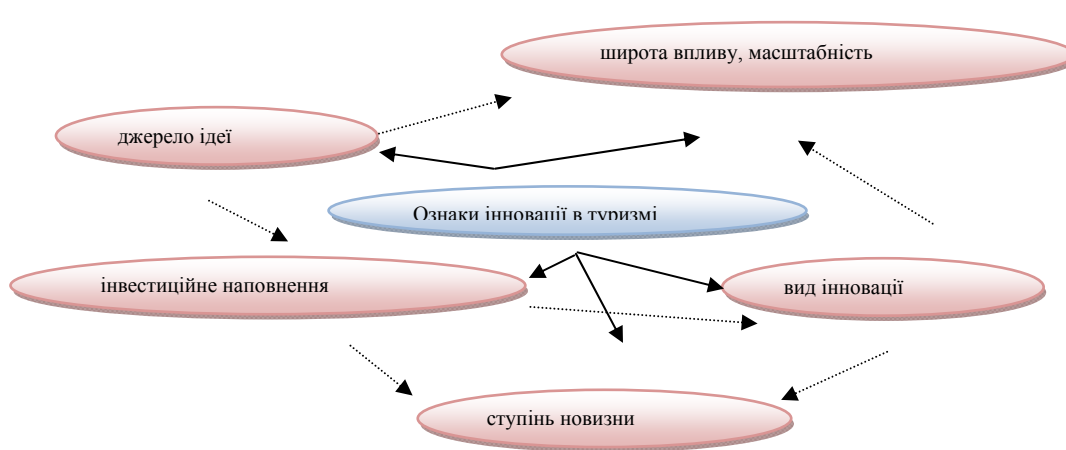 широта впливу, масштабність
джерело ідеї
Ознаки інновації в туризмі
інвестиційне наповнення
вид інновації
ступінь новизни